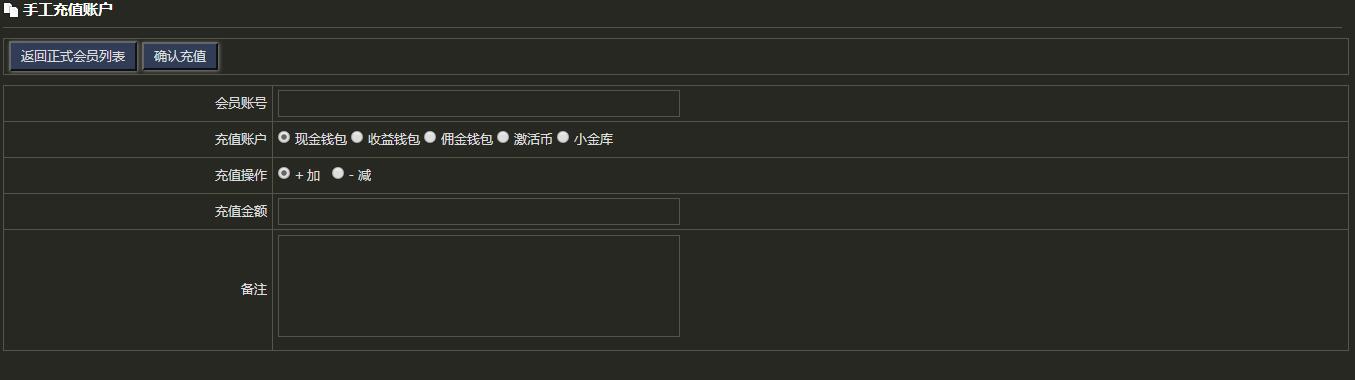 手工充值账户
返回正式会员列表 确认充值
会员账号
充值账户 现金钱包 收益钱包 佣金钱包 激活币 小金库
充值操作 + 加 - 减
充值金额
备注